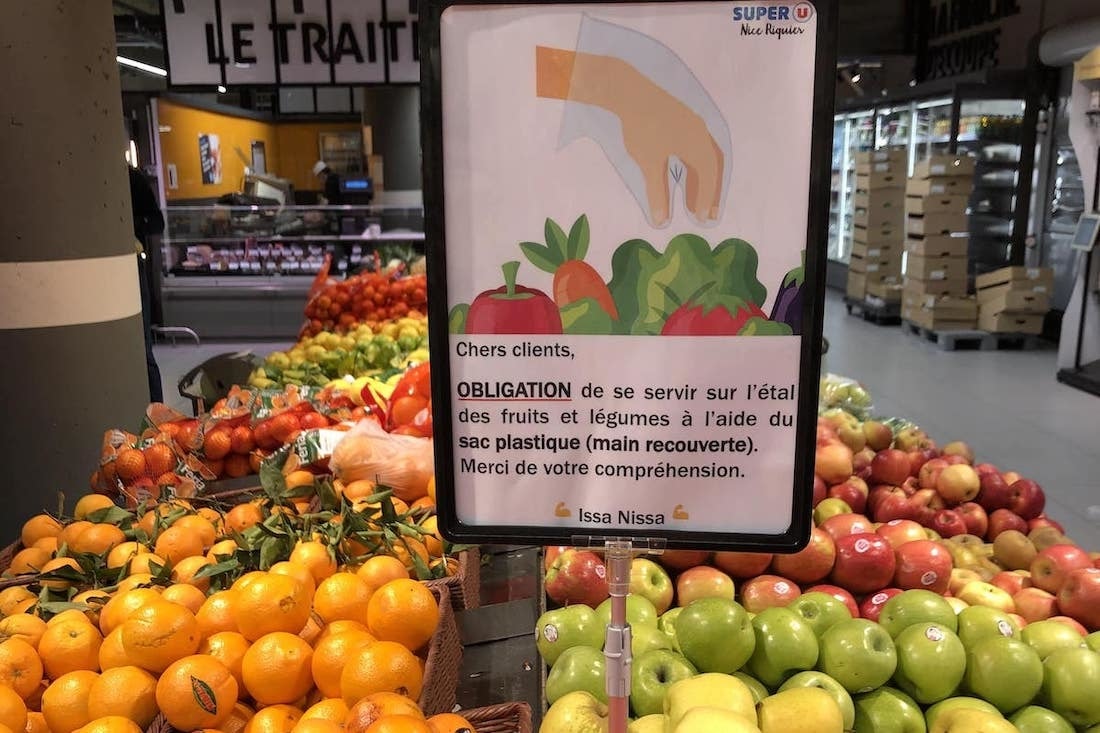 LE TRAIT
SUPER U
Nice Riquier
Chers clients,
OBLIGATION de se servir sur l'étal
des fruits et légumes à l'aide du
sac plastique (main recouverte).
Merci de votre compréhension.
Issa Nissa